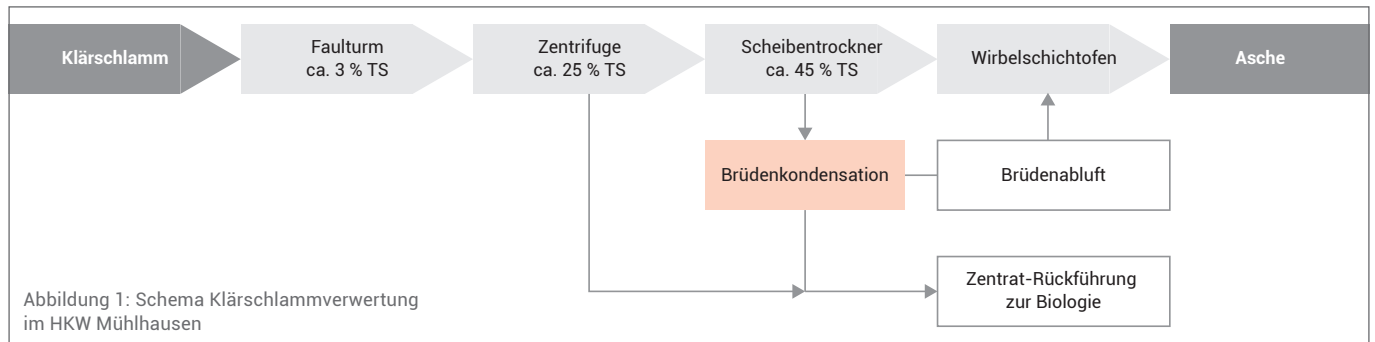 Klärschlamm
Faulturm
ca. 3 % TS
Zentrifuge
ca. 25 % TS
Scheibentrockner
ca. 45 % TS
Wirbelschichtofen
Asche
Brüdenkondensation
Brüdenabluft
Zentrat-Rückführung
zur Biologie
Abbildung 1: Schema Klärschlammverwertung
im HKW Mühlhausen